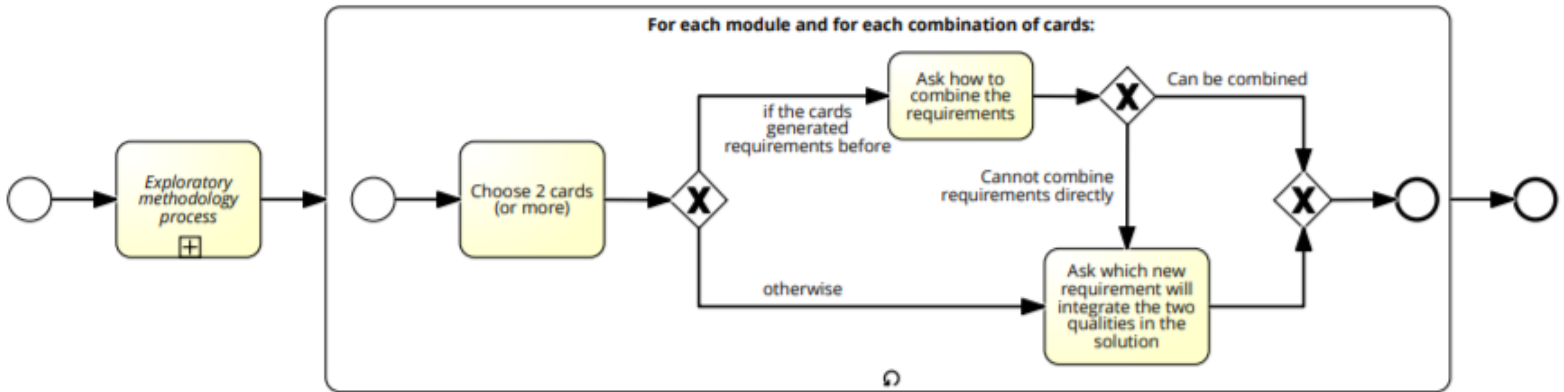 For each module and for each combination of cards:
Exploratory
methodology
process
Choose 2 cards
(or more)
if the cards
generated
requirements before
Ask how to
combine the
requirements
Can be combined
Cannot combine
requirements directly
otherwise
Ask which new
requirement will
integrate the two
qualities in the
solution